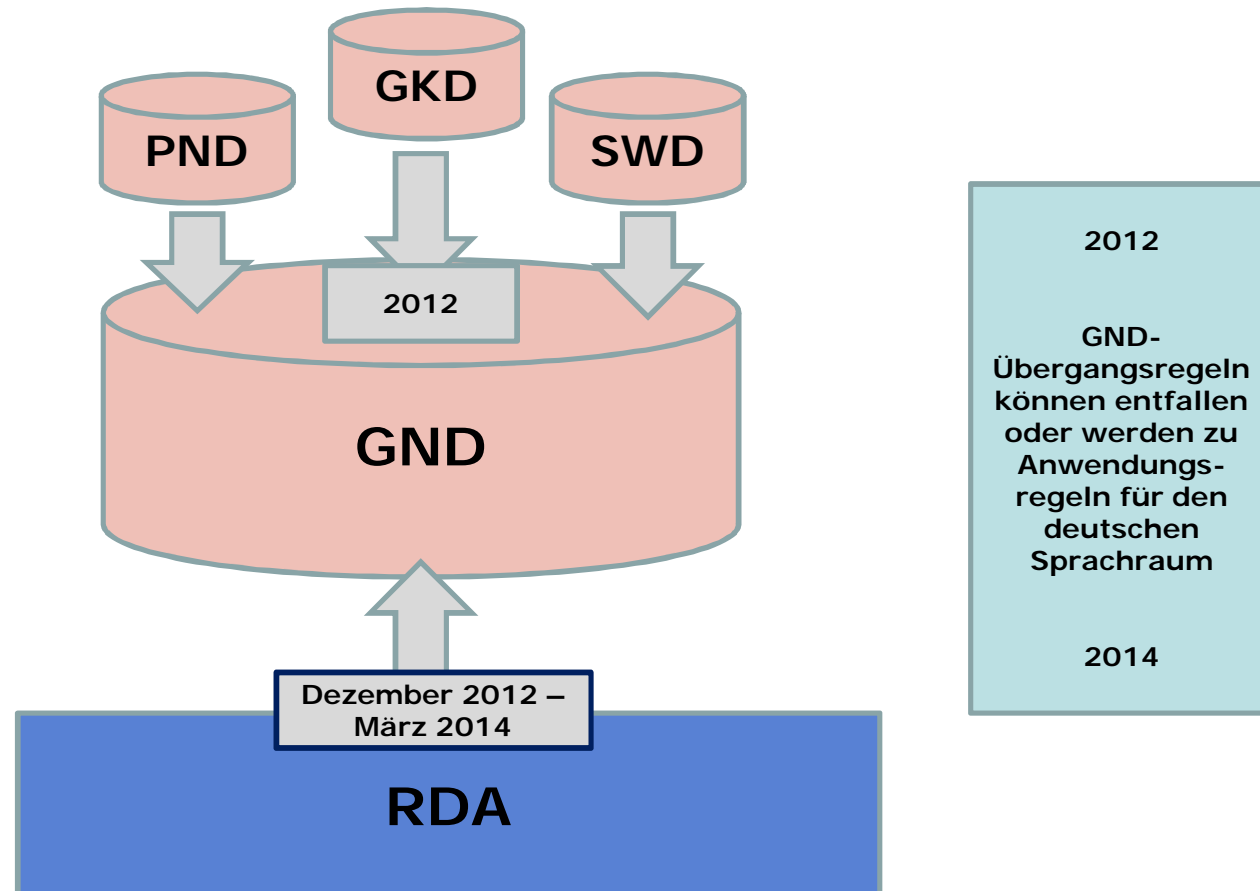 GKD
PND
SWD
2012
GND
Dezember 2012 –
März 2014
RDA
2012
GND-
Übergangsregeln
können entfallen
oder werden zu
Anwendungs-
regeln für den
deutschen
Sprachraum
2014